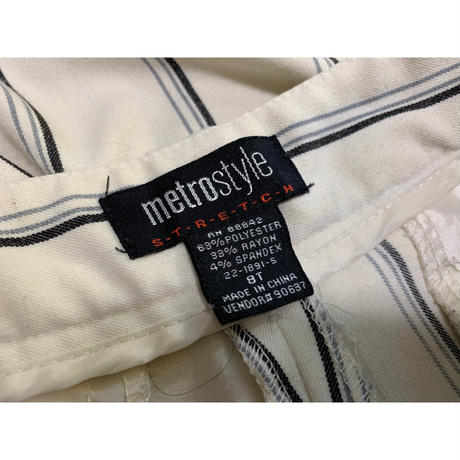 metrostyle
S-T-R-E-T-C-H
RN 88842
63% POLYESTER
33% RAYON
4% SPANDEX
22-1891-5
8T
MADE IN CHINA
VENDOR# 90637